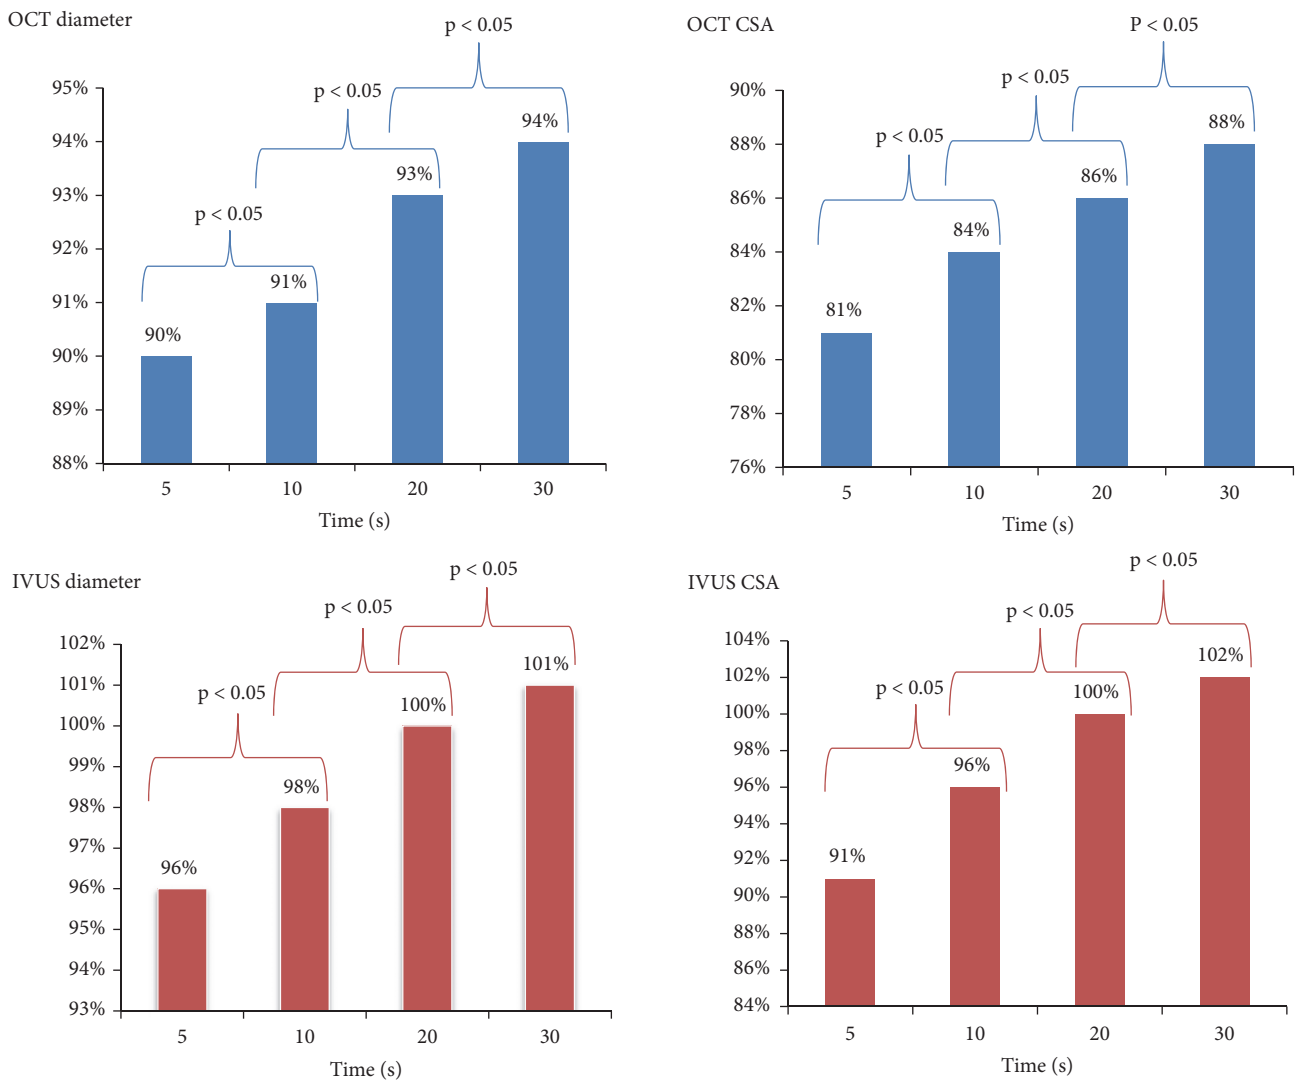 OCT diameter
p < 0.05
p < 0.05
p < 0.05
95%
94%
93%
92%
91%
90%
89%
88%
90%
91%
93%
94%
5 10 20 30
Time (s)
OCT CSA
P < 0.05
p < 0.05
p < 0.05
90%
88%
86%
84%
82%
80%
78%
76%
81%
84%
86%
88%
5 10 20 30
Time (s)
IVUS diameter
p < 0.05
p < 0.05
p < 0.05
102%
101%
100%
99%
98%
97%
96%
95%
94%
93%
96%
98%
100%
101%
5 10 20 30
Time (s)
IVUS CSA
p < 0.05
p < 0.05
p < 0.05
104%
102%
100%
98%
96%
94%
92%
90%
88%
86%
84%
91%
96%
100%
102%
5 10 20 30
Time (s)